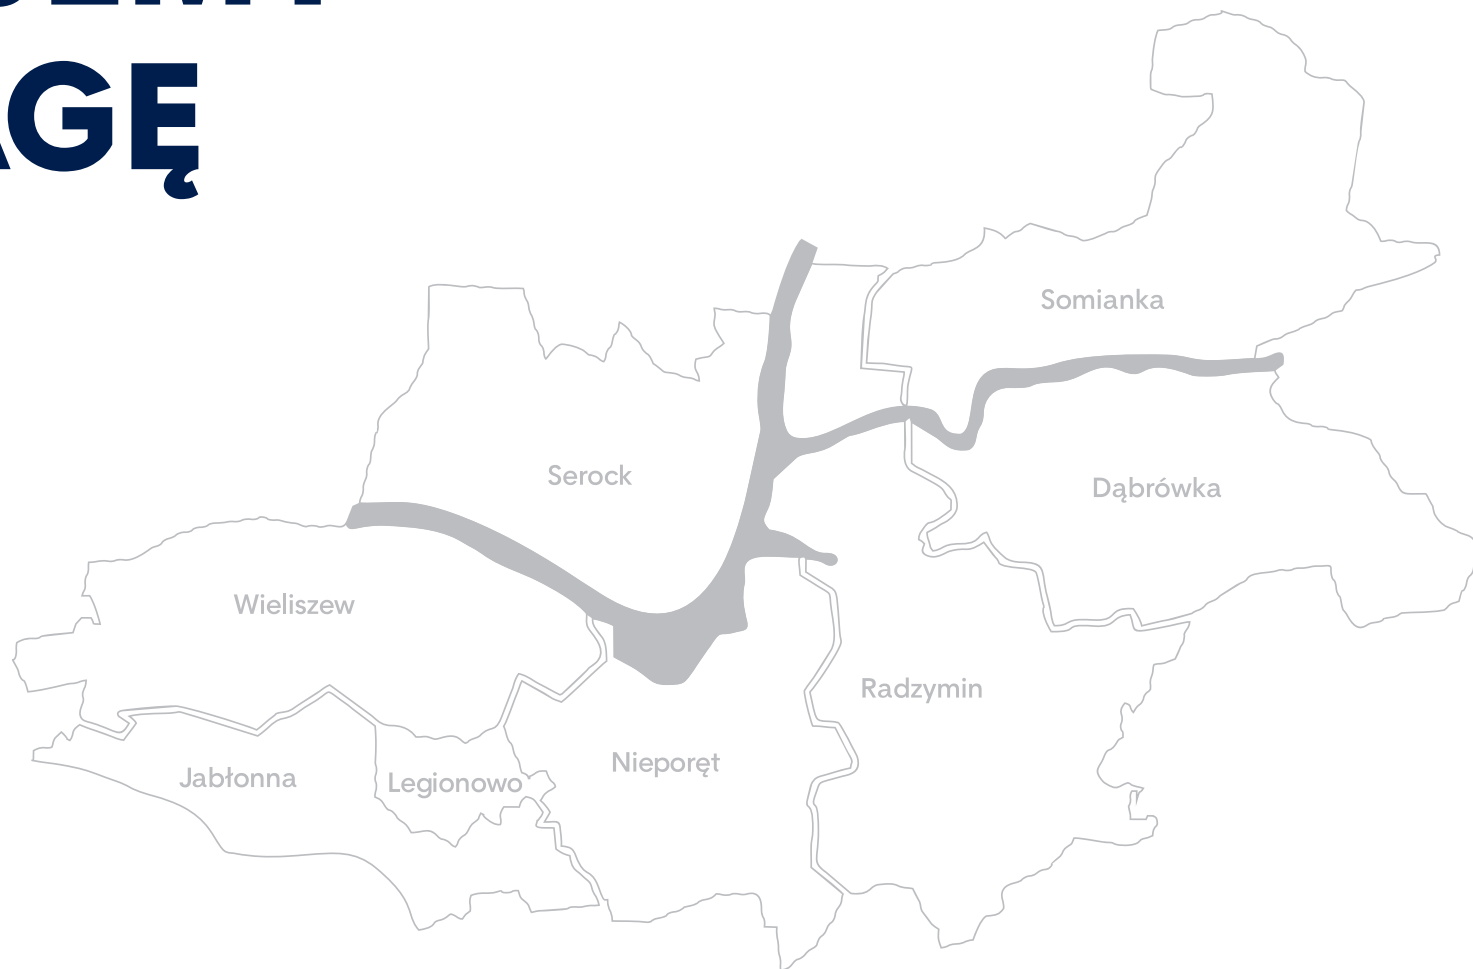 AGĘ
Somianka
Serock
Dąbrówka
Wieliszew
Radzymin
Nieporęt
Jabłonna
Legionowo